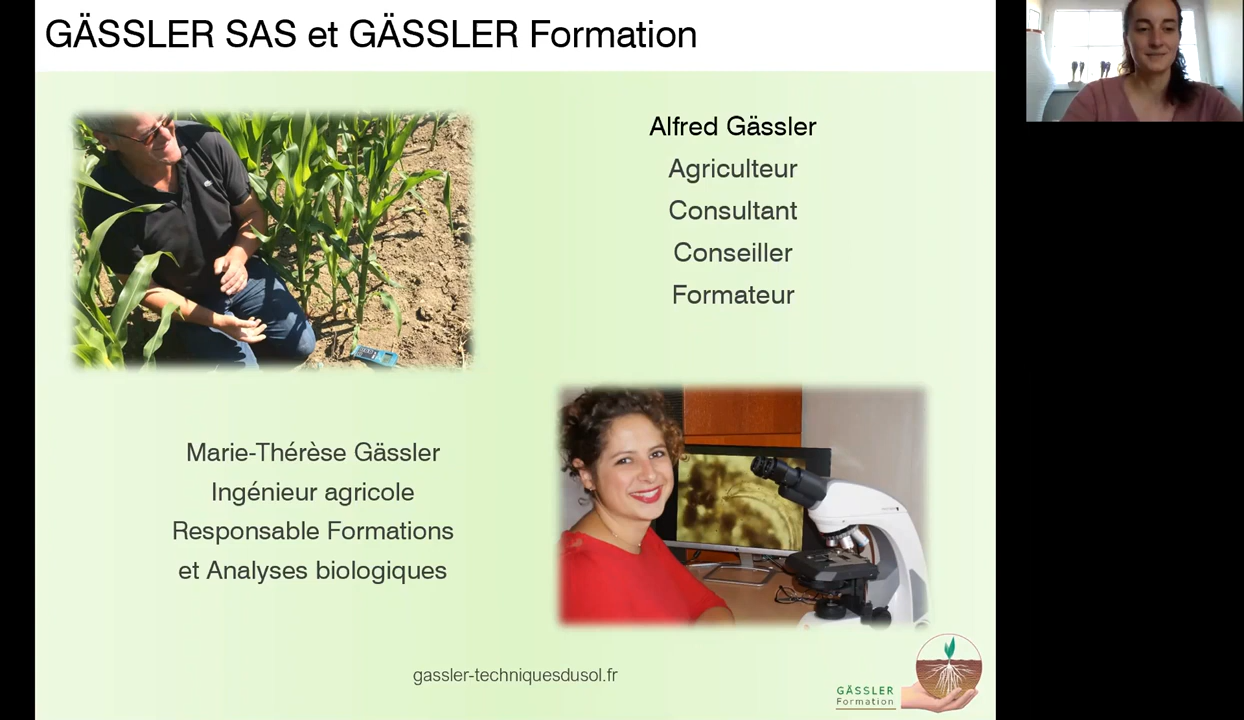 GÄSSLER SAS et GÄSSLER Formation
Alfred Gässler
Agriculteur
Consultant
Conseiller
Formateur
Marie-Thérèse Gässler
Ingénieur agricole
Responsable Formations
et Analyses biologiques
gassler-techniquesdusol.fr
GÄSSLER
Formation